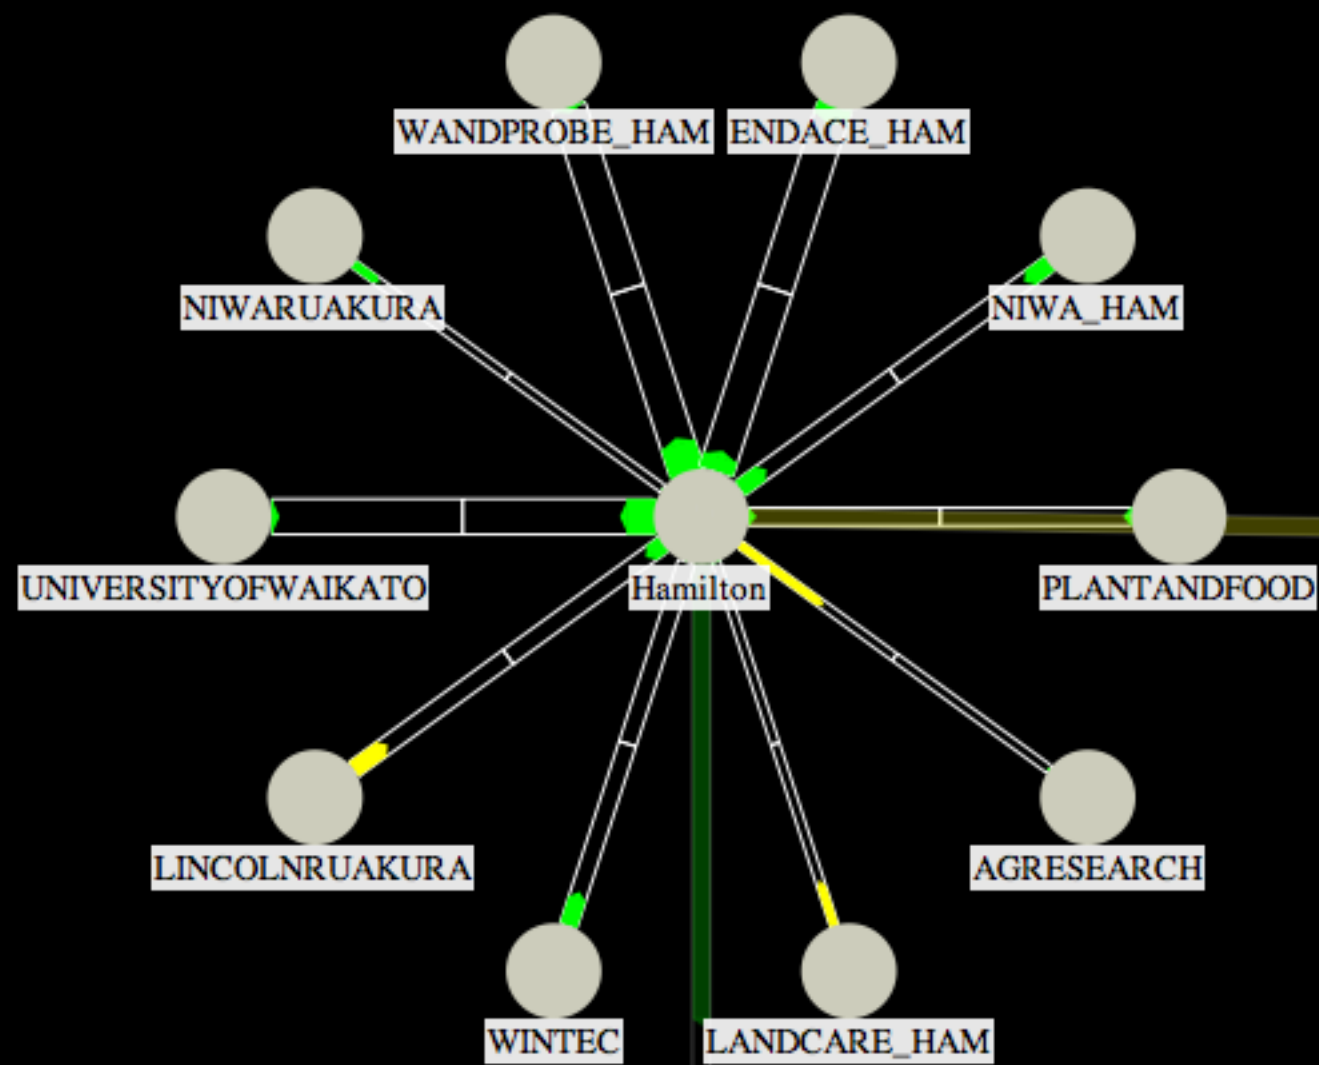 WANDPROBE_HAM
ENDACE_HAM
NIWARUAKURA
NIWA_HAM
UNIVERSITYOFWAIKATO
Hamilton
PLANTANDFOOD
LINCOLNRUAKURA
AGRESEARCH
WINTEC
LANDCARE_HAM